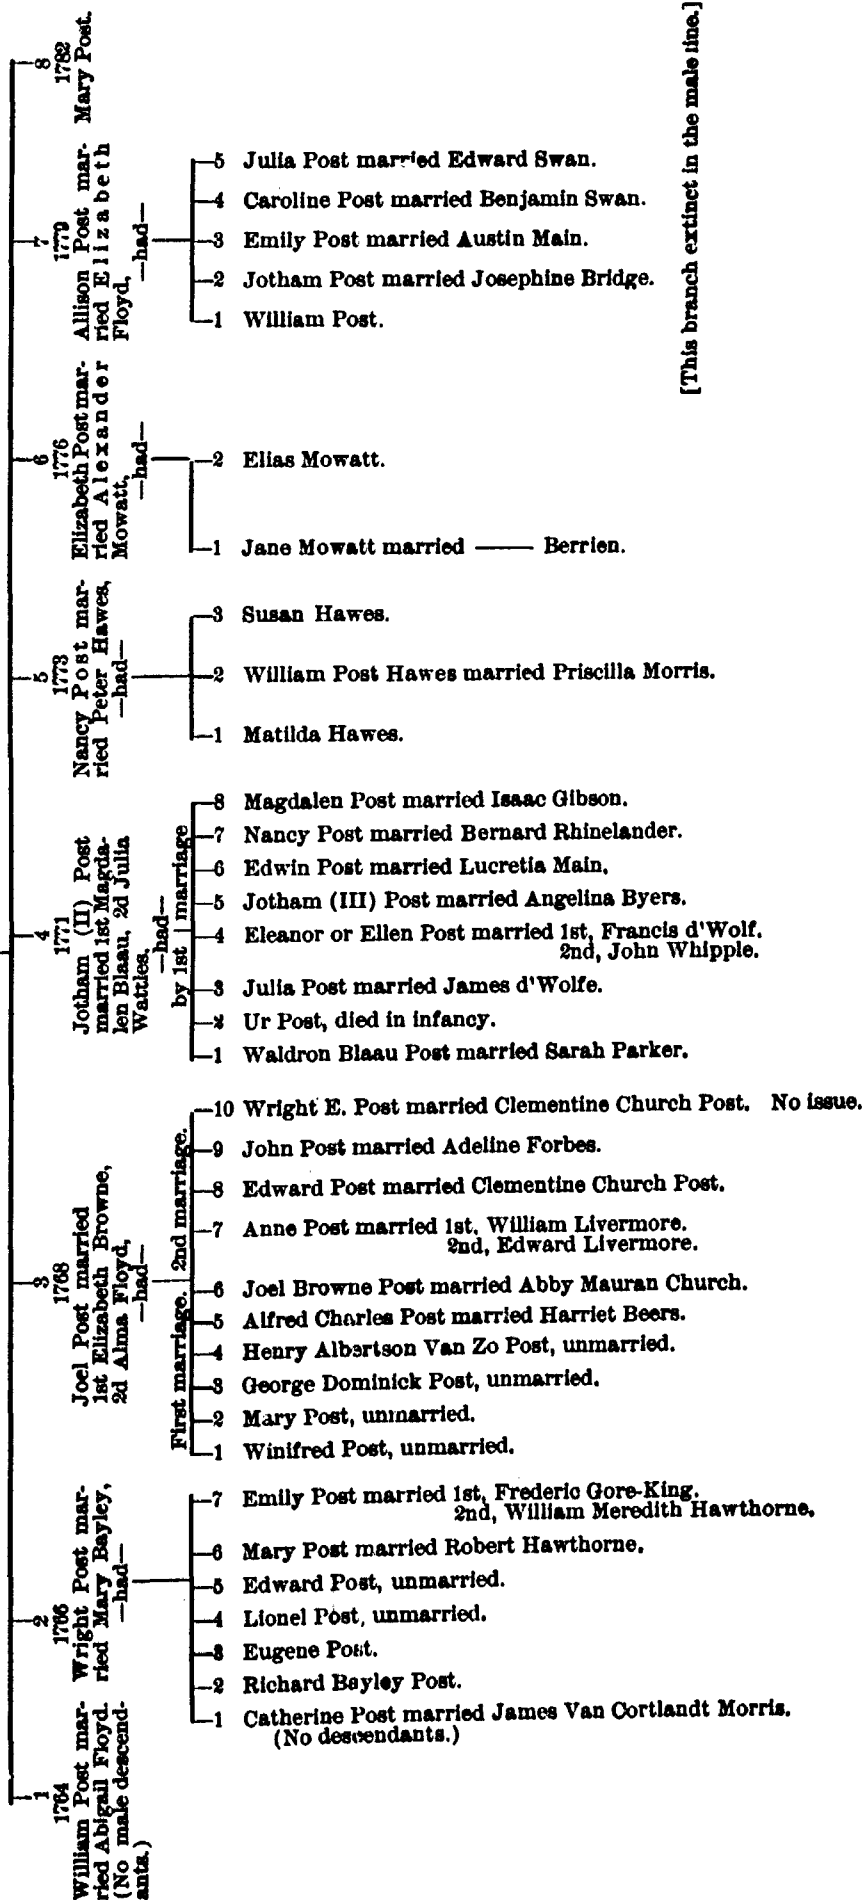 8
1782
Mary Post.
7
1779
Allison Post mar-
ried Elizabeth
Floyd,
—had—
5 Julia Post married Edward Swan.
4 Caroline Post married Benjamin Swan.
3 Emily Post married Austin Main.
2 Jotham Post married Josephine Bridge.
1 William Post.
[This branch extinct in the male line.]
6
1776
Elizabeth Post mar-
ried Alexander
Mowatt,
—had—
2 Elias Mowatt.
1 Jane Mowatt married —— Berrien.
5
1773
Nancy Post mar-
ried Peter Hawes,
—had—
3 Susan Hawes.
2 William Post Hawes married Priscilla Morris.
1 Matilda Hawes.
4
1771
Jotham (II) Post
married 1st Magda-
len Blaau, 2d Julia
Wattles,
—had—
by 1st marriage
8 Magdalen Post married Isaac Gibson.
7 Nancy Post married Bernard Rhinelander.
6 Edwin Post married Lucretia Main.
5 Jotham (III) Post married Angelina Byers.
4 Eleanor or Ellen Post married 1st, Francis d'Wolf.
2nd, John Whipple.
3 Julia Post married James d'Wolfe.
2 Ur Post, died in infancy.
1 Waldron Blaau Post married Sarah Parker.
3
1768
Joel Post married
1st Elizabeth Browne,
2d Alma Floyd,
—had—
First marriage. 2nd marriage.
10 Wright E. Post married Clementine Church Post. No issue.
9 John Post married Adeline Forbes.
8 Edward Post married Clementine Church Post.
7 Anne Post married 1st, William Livermore.
2nd, Edward Livermore.
6 Joel Browne Post married Abby Mauran Church.
5 Alfred Charles Post married Harriet Beers.
4 Henry Albertson Van Zo Post, unmarried.
3 George Dominick Post, unmarried.
2 Mary Post, unmarried.
1 Winifred Post, unmarried.
2
1766
Wright Post mar-
ried Mary Bayley,
—had—
7 Emily Post married 1st, Frederic Gore-King.
2nd, William Meredith Hawthorne.
6 Mary Post married Robert Hawthorne.
5 Edward Post, unmarried.
4 Lionel Post, unmarried.
3 Eugene Post.
2 Richard Bayley Post.
1 Catherine Post married James Van Cortlandt Morris.
(No descendants.)
1
1764
William Post mar-
ried Abigail Floyd.
(No male descend-
ants.)